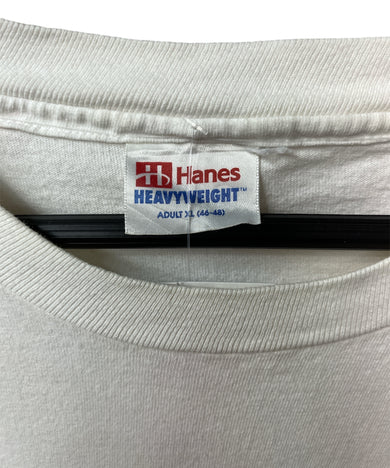 Hanes
HEAVYWEIGHT™
ADULT XL (46-48)